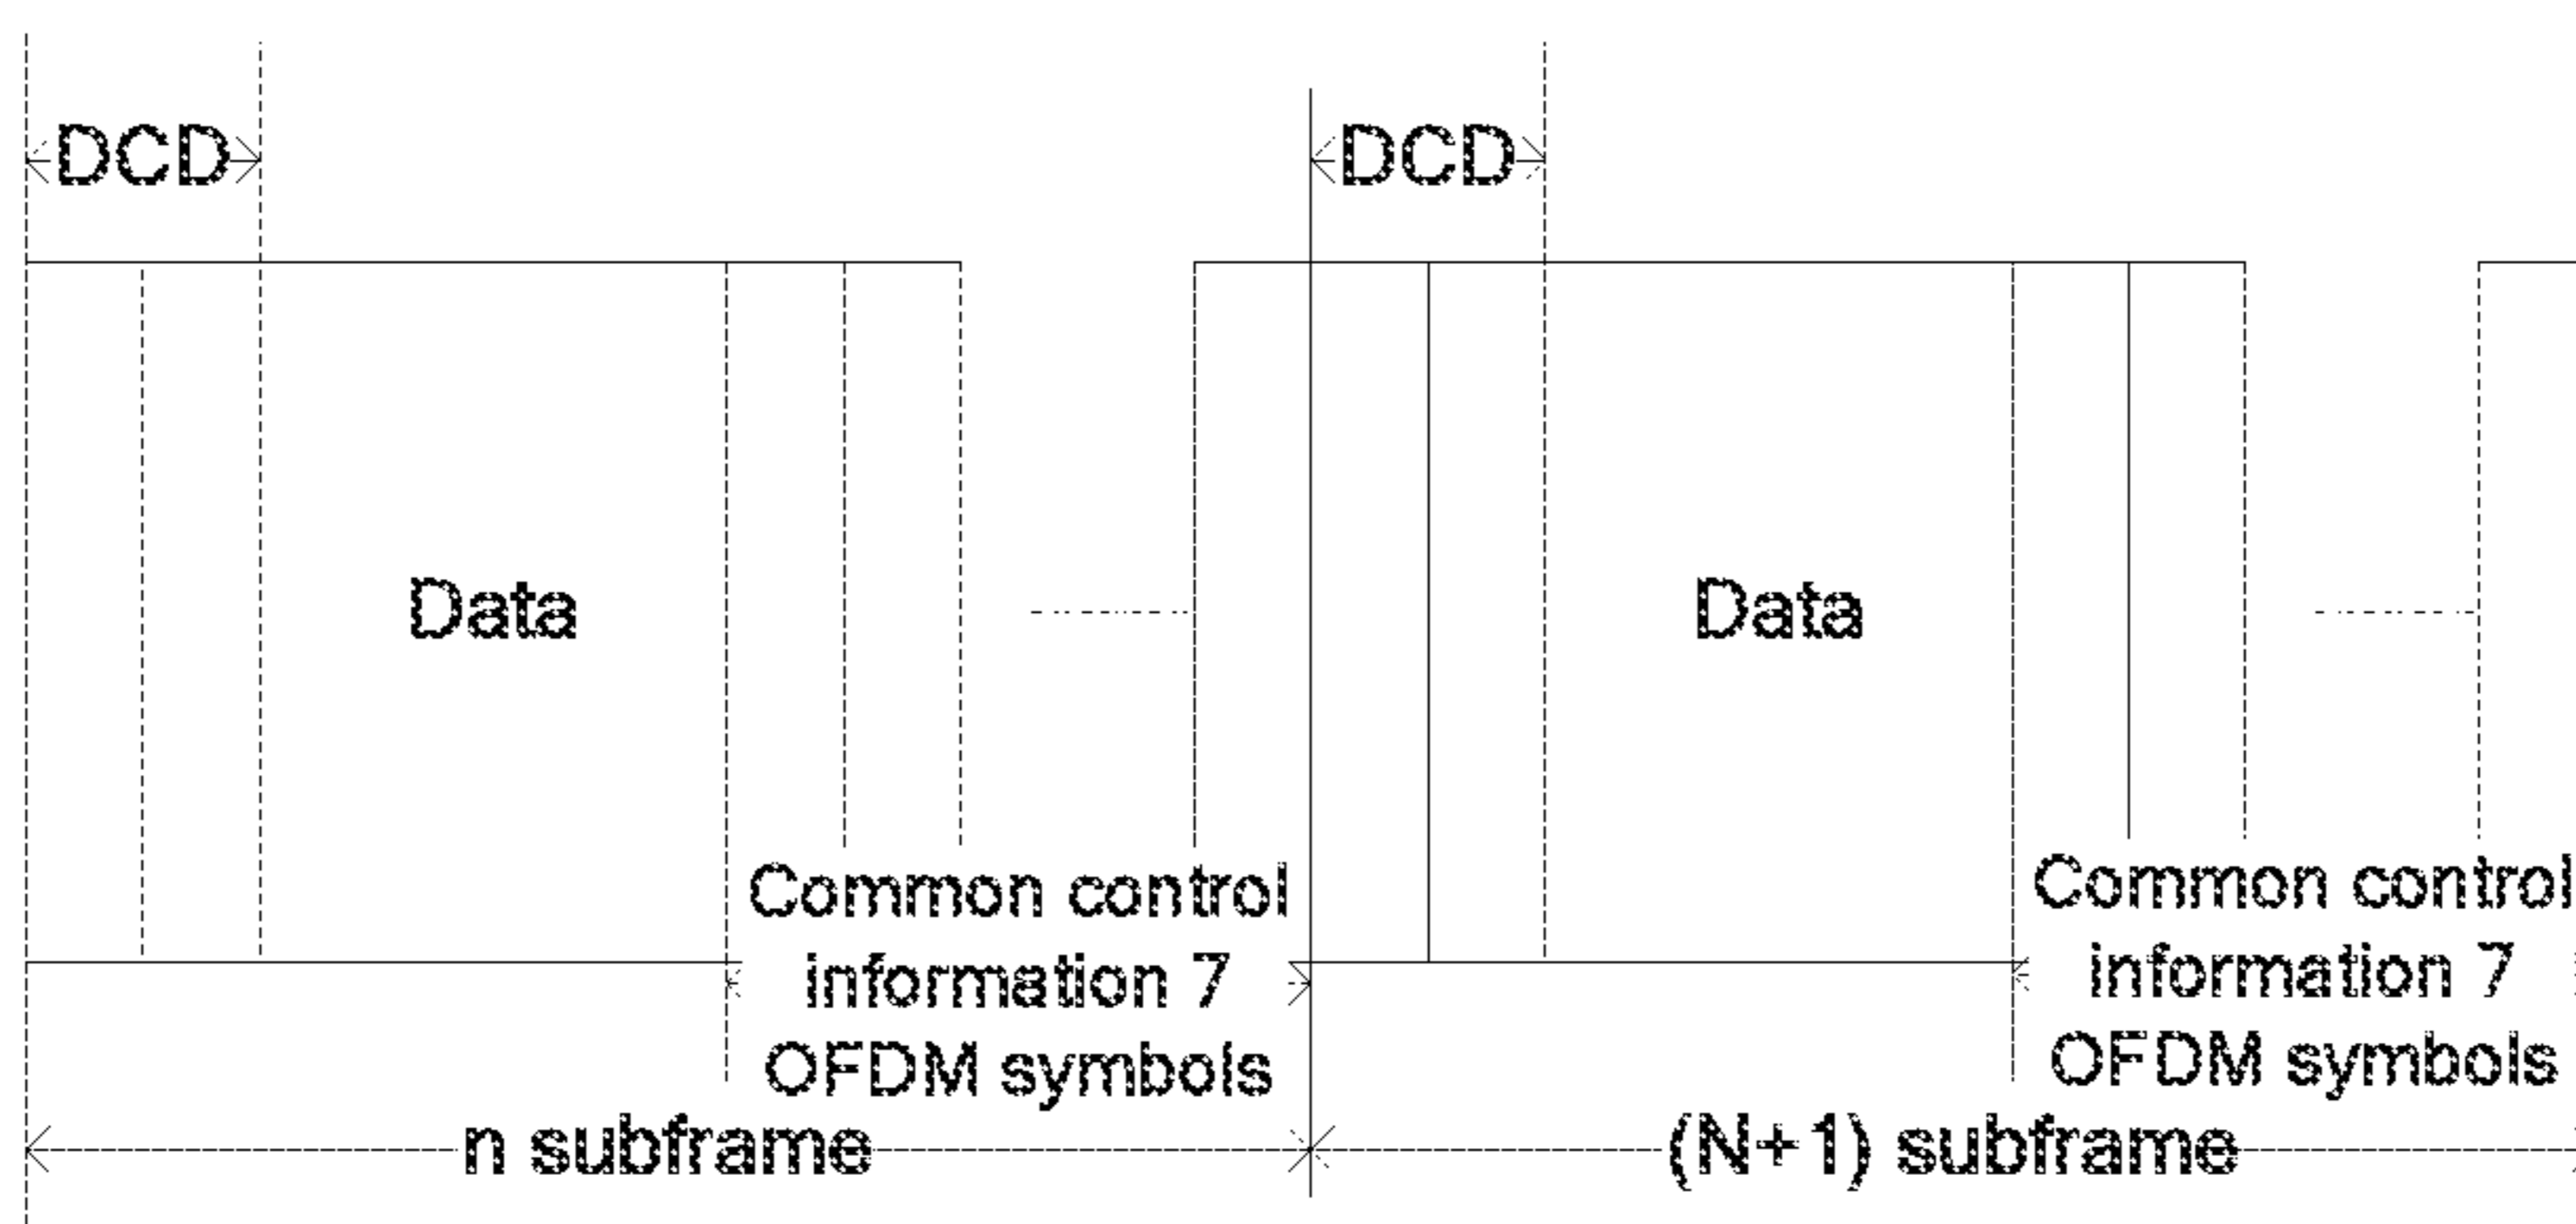 DCD
DCD
Data
Data
Common control
information 7
OFDM symbols
Common control
information 7
OFDM symbols
n subframe
(N+1) subframe